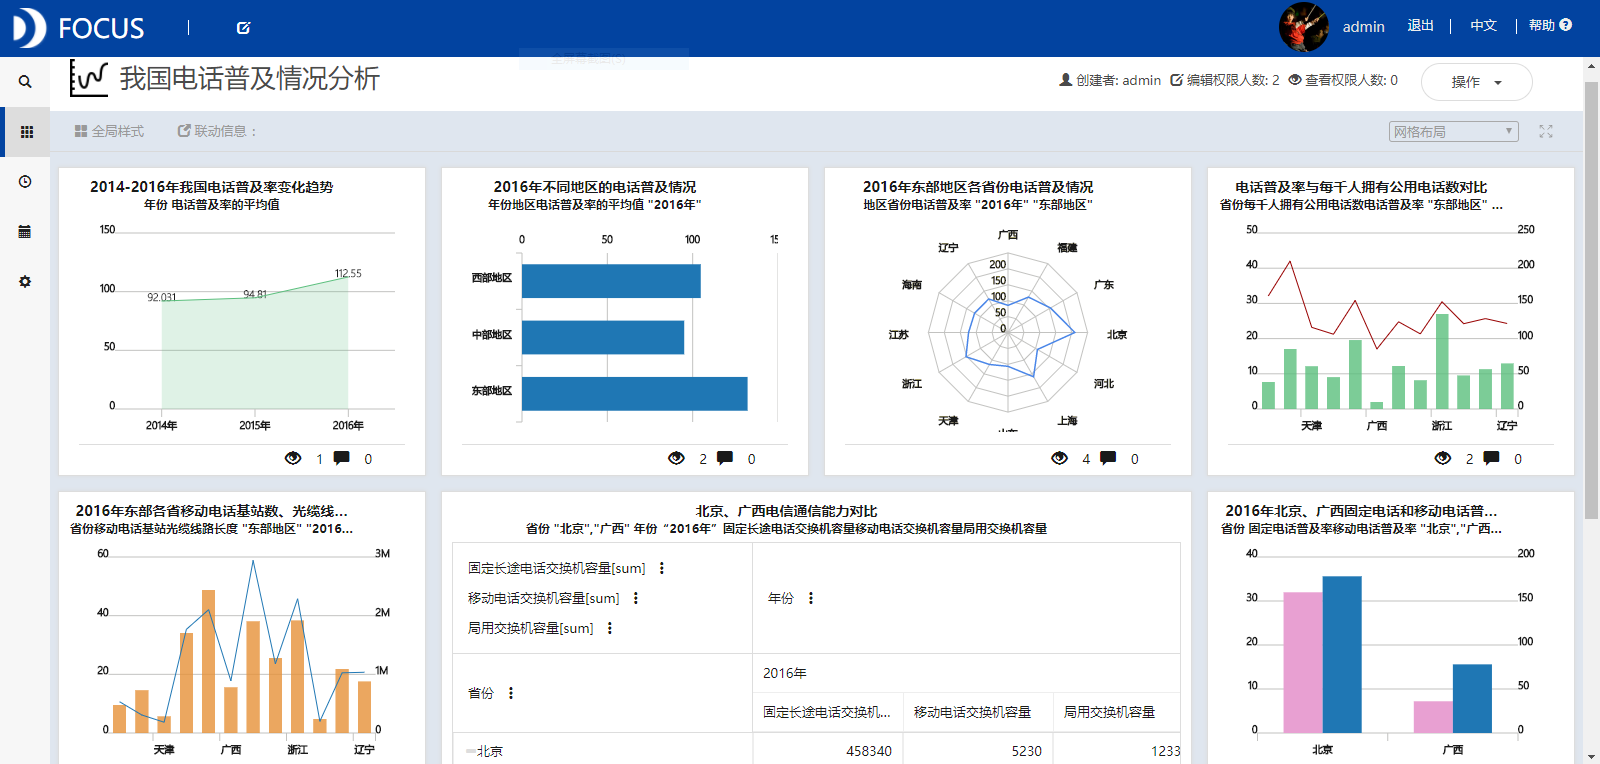 FOCUS
admin 退出 中文 帮助
我国电话普及情况分析
创建者: admin 编辑权限人数: 2 查看权限人数: 0
操作
全局样式 联动信息：
网格布局
2014-2016年我国电话普及率变化趋势
年份 电话普及率的平均值
150
100
50
0
92.031
94.81
112.55
2014年 2015年 2016年
1 0
2016年不同地区的电话普及情况
年份地区电话普及率的平均值 "2016年"
0 50 100
西部地区
中部地区
东部地区
2 0
2016年东部地区各省份电话普及情况
地区省份电话普及率 "2016年" "东部地区"
广西
福建
广东
北京
河北
上海
天津
浙江
江苏
海南
辽宁
200
150
100
50
0
4 0
电话普及率与每千人拥有公用电话数对比
省份每千人拥有公用电话数电话普及率 "东部地区" ...
50
40
30
20
10
0
250
200
150
100
50
0
天津 广西 浙江 辽宁
2 0
2016年东部各省移动电话基站数、光缆线...
省份移动电话基站光缆线路长度 "东部地区" "2016...
60
40
20
0
3M
2M
1M
0
天津 广西 浙江 辽宁
北京、广西电信通信能力对比
省份 "北京","广西" 年份 “2016年” 固定长途电话交换机容量移动电话交换机容量局用交换机容量
固定长途电话交换机容量[sum]
移动电话交换机容量[sum]
局用交换机容量[sum]
年份
省份
2016年
固定长途电话交换机... 移动电话交换机容量 局用交换机容量
北京 458340 5230 1233
2016年北京、广西固定电话和移动电话普...
省份 固定电话普及率移动电话普及率 "北京","广西...
40
30
20
10
0
200
150
100
50
0
北京 广西